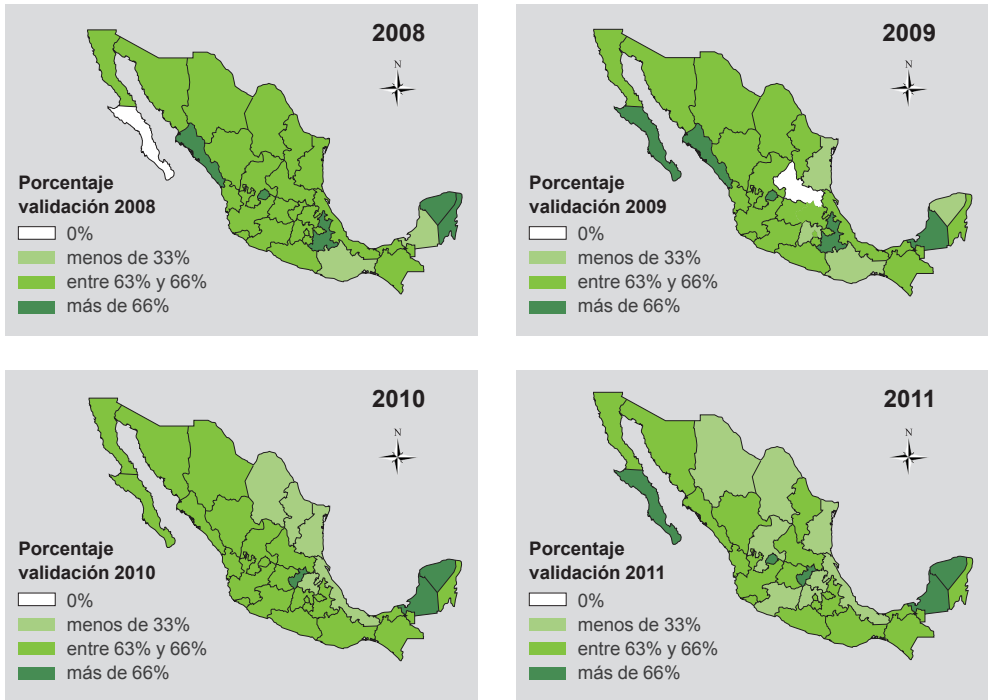 2008
N
Porcentaje
validación 2008
0%
menos de 33%
entre 63% y 66%
más de 66%
2009
N
Porcentaje
validación 2009
0%
menos de 33%
entre 63% y 66%
más de 66%
2010
N
Porcentaje
validación 2010
0%
menos de 33%
entre 63% y 66%
más de 66%
2011
N
Porcentaje
validación 2011
0%
menos de 33%
entre 63% y 66%
más de 66%